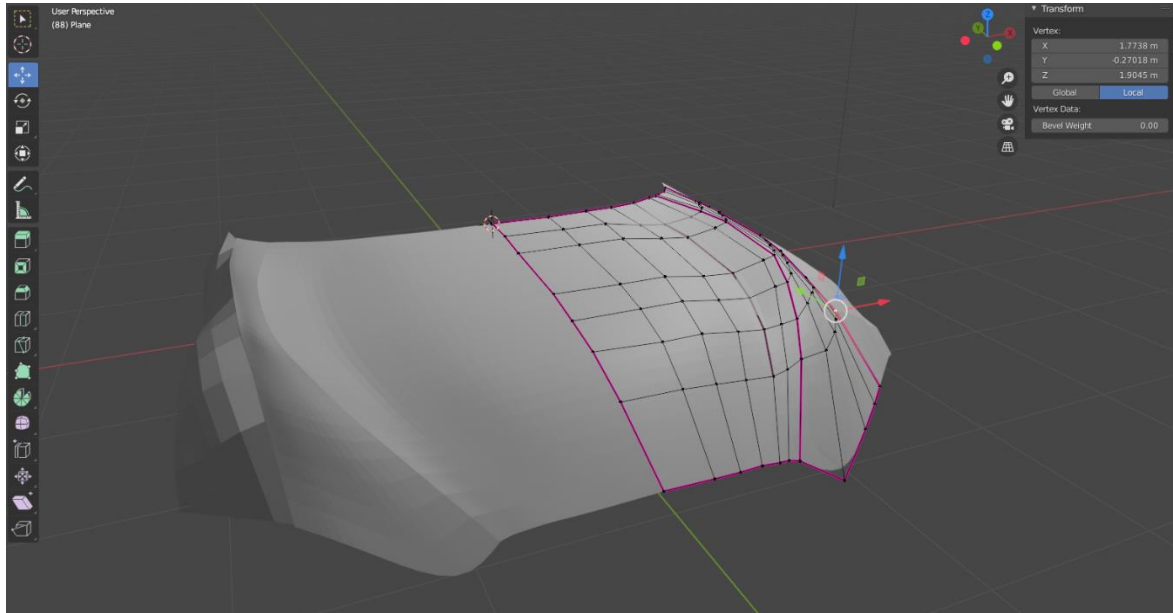 User Perspective
(88) Plane
Z
Y
X
Transform
Vertex:
X 1.7738 m
Y -0.27018 m
Z 1.9045 m
Global Local
Vertex Data:
Bevel Weight 0.00